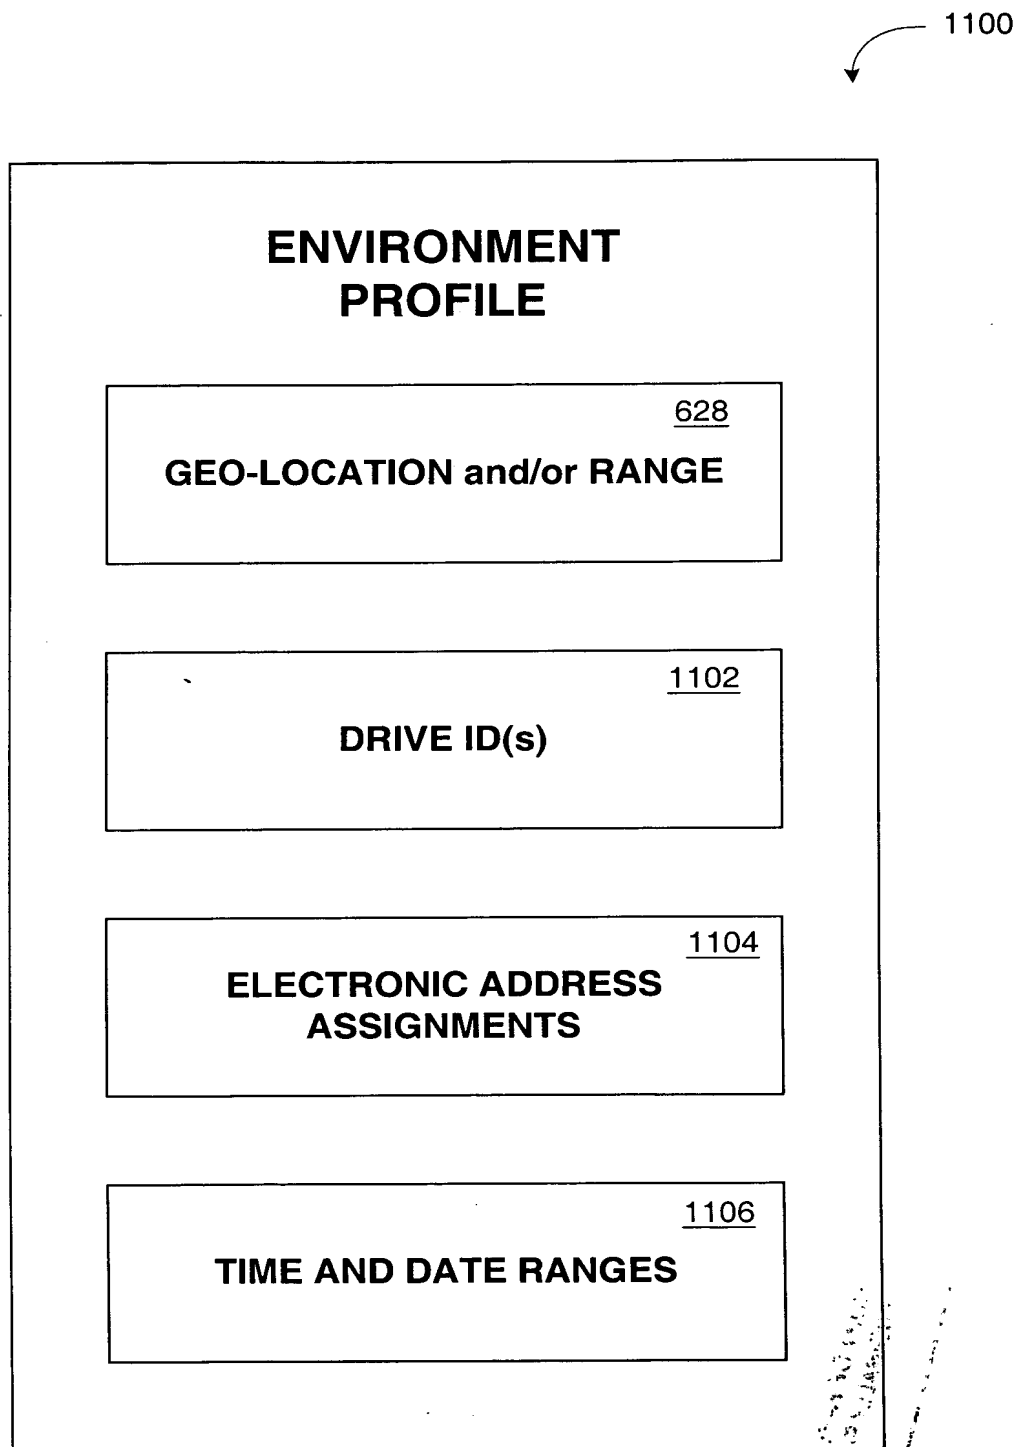 1100
ENVIRONMENT
PROFILE
628
GEO-LOCATION and/or RANGE
1102
DRIVE ID(s)
1104
ELECTRONIC ADDRESS
ASSIGNMENTS
1106
TIME AND DATE RANGES